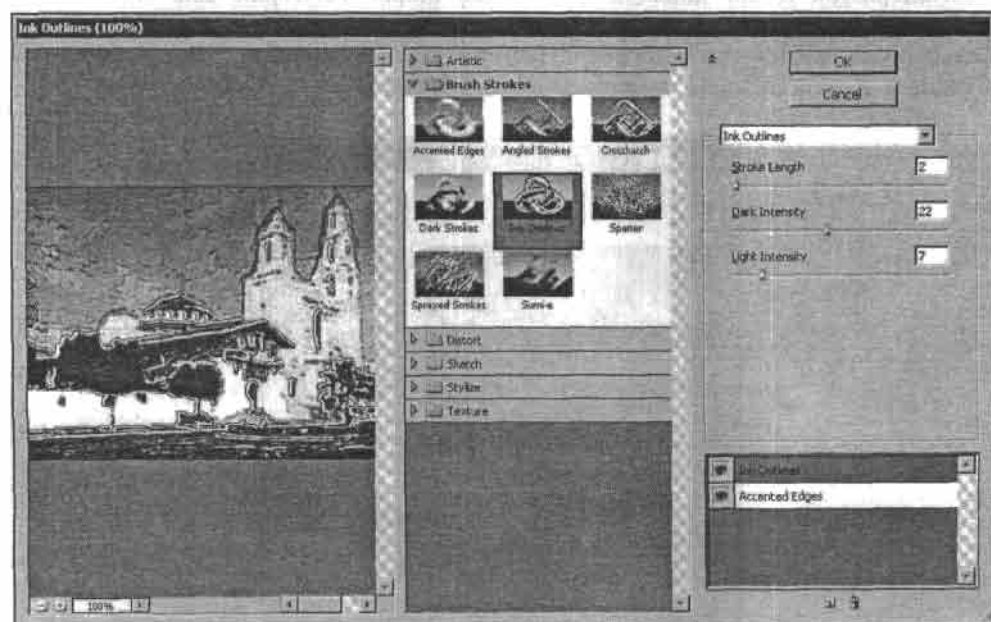 Ink Outlines (100%)
Artistic
Brush Strokes
Accented Edges
Angled Strokes
Crosshatch
Dark Strokes
Ink Outlines
Spatter
Sprayed Strokes
Sumi-e
Distort
Sketch
Stylize
Texture
100%
OK
Cancel
Ink Outlines
Stroke Length
2
Dark Intensity
22
Light Intensity
7
Ink Outlines
Accented Edges